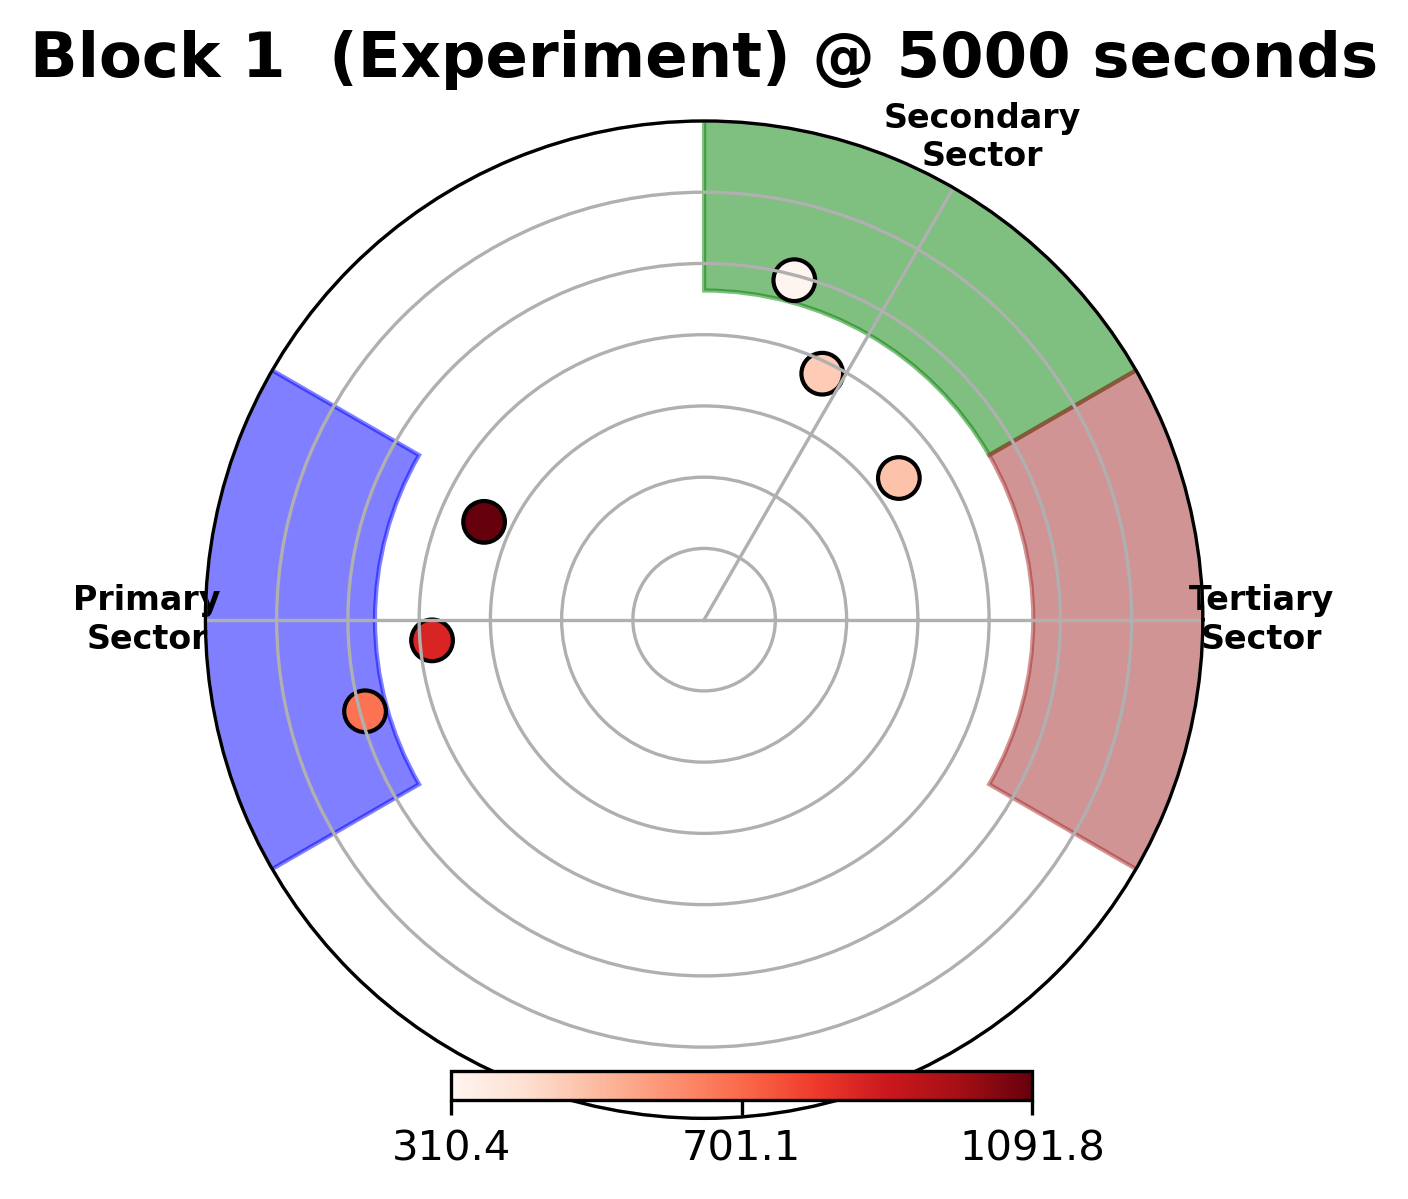 Block 1  (Experiment) @ 5000 seconds
Secondary
Sector
Primary
Sector
Tertiary
Sector
310.4
701.1
1091.8